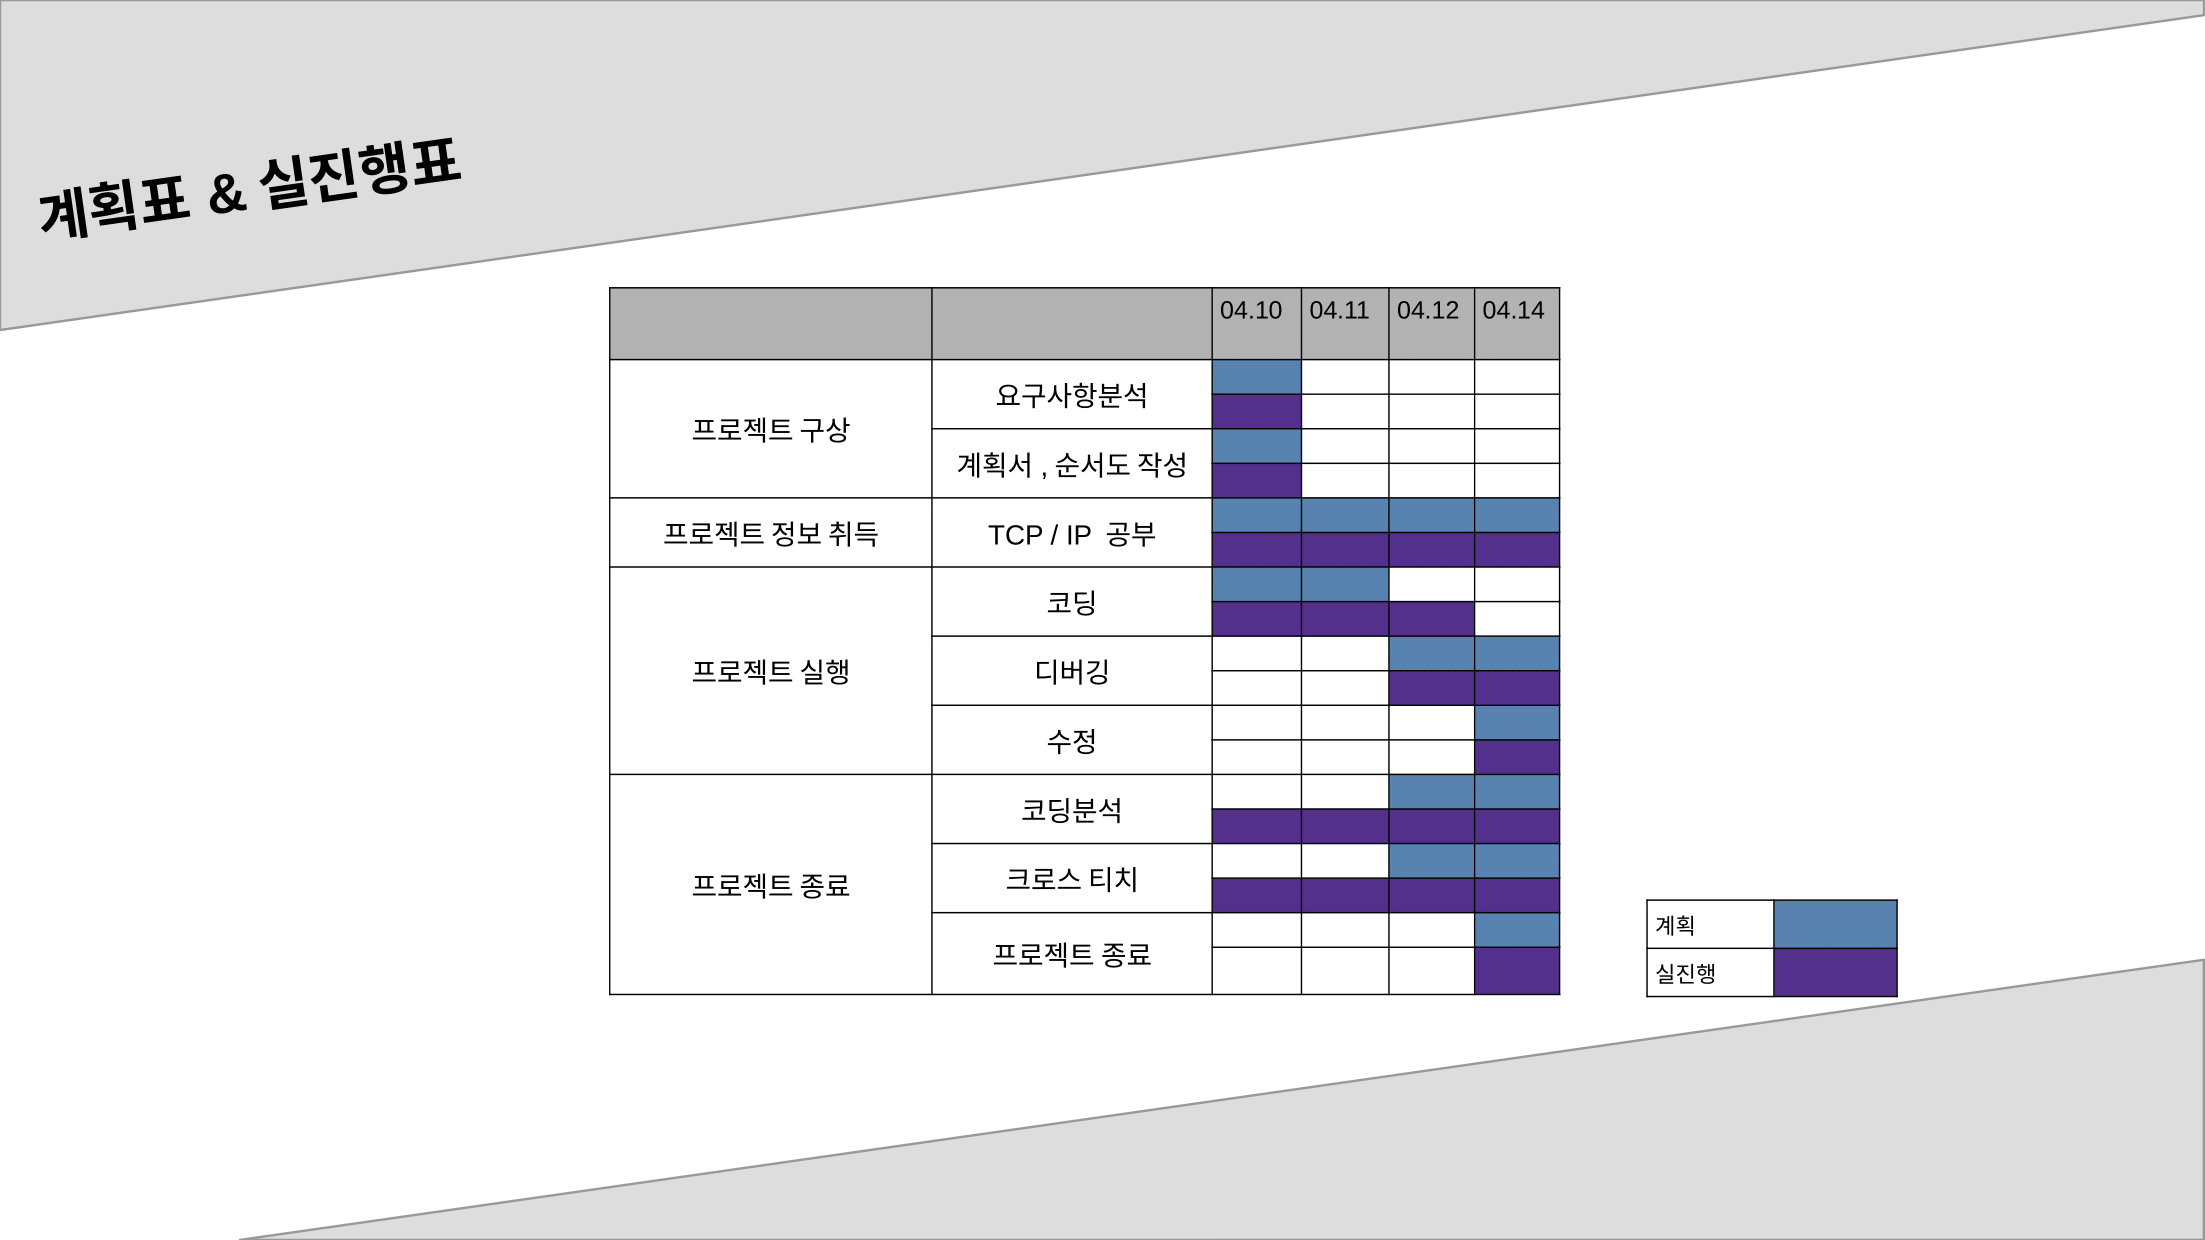 계획표 & 실진행표
04.10 04.11 04.12 04.14
프로젝트 구상
요구사항분석
계획서 , 순서도 작성
프로젝트 정보 취득
TCP / IP 공부
프로젝트 실행
코딩
디버깅
수정
프로젝트 종료
코딩분석
크로스 티치
프로젝트 종료
계획
실진행